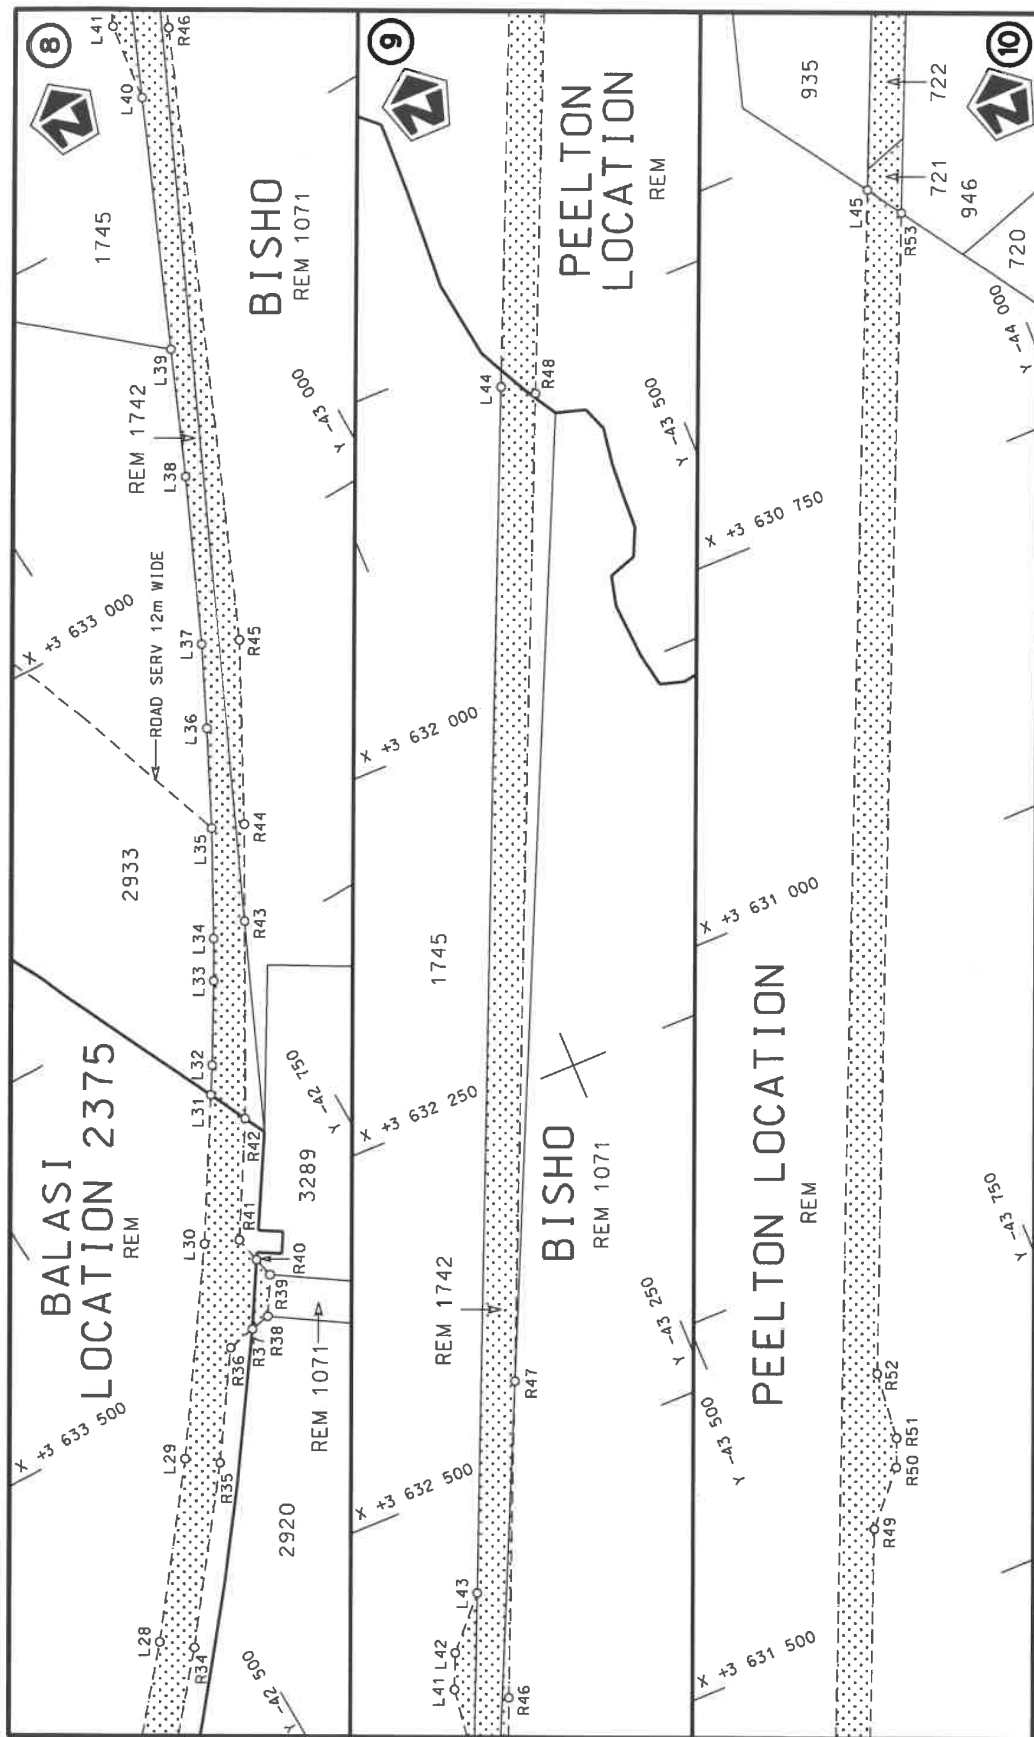 8
L41
R46
L40
1745
BISHO
REM 1071
L39
REM 1742
L38
Y -43 000
ROAD SERV 12m WIDE
X +3 633 000
L37
R45
L36
L35
R44
2933
R43
L34
L33
L32
L31
R42
Y -42 750
BALASI
LOCATION 2375
REM
3289
L30
R41
R40
R39
R38
R37
R36
REM 1071
X +3 633 500
L29
R35
2920
L28
R34
Y -42 500
9
PEELTON
LOCATION
REM
L44
R48
Y -43 500
X +3 632 000
1745
X +3 632 250
BISHO
REM 1071
REM 1742
Y -43 250
R47
X +3 632 500
L43
L42
L41
R46
10
935
722
721
L45
946
R53
720
Y -44 000
X +3 630 750
X +3 631 000
PEELTON LOCATION
REM
Y -43 750
R52
R51
R50
R49
Y -43 500
X +3 631 500